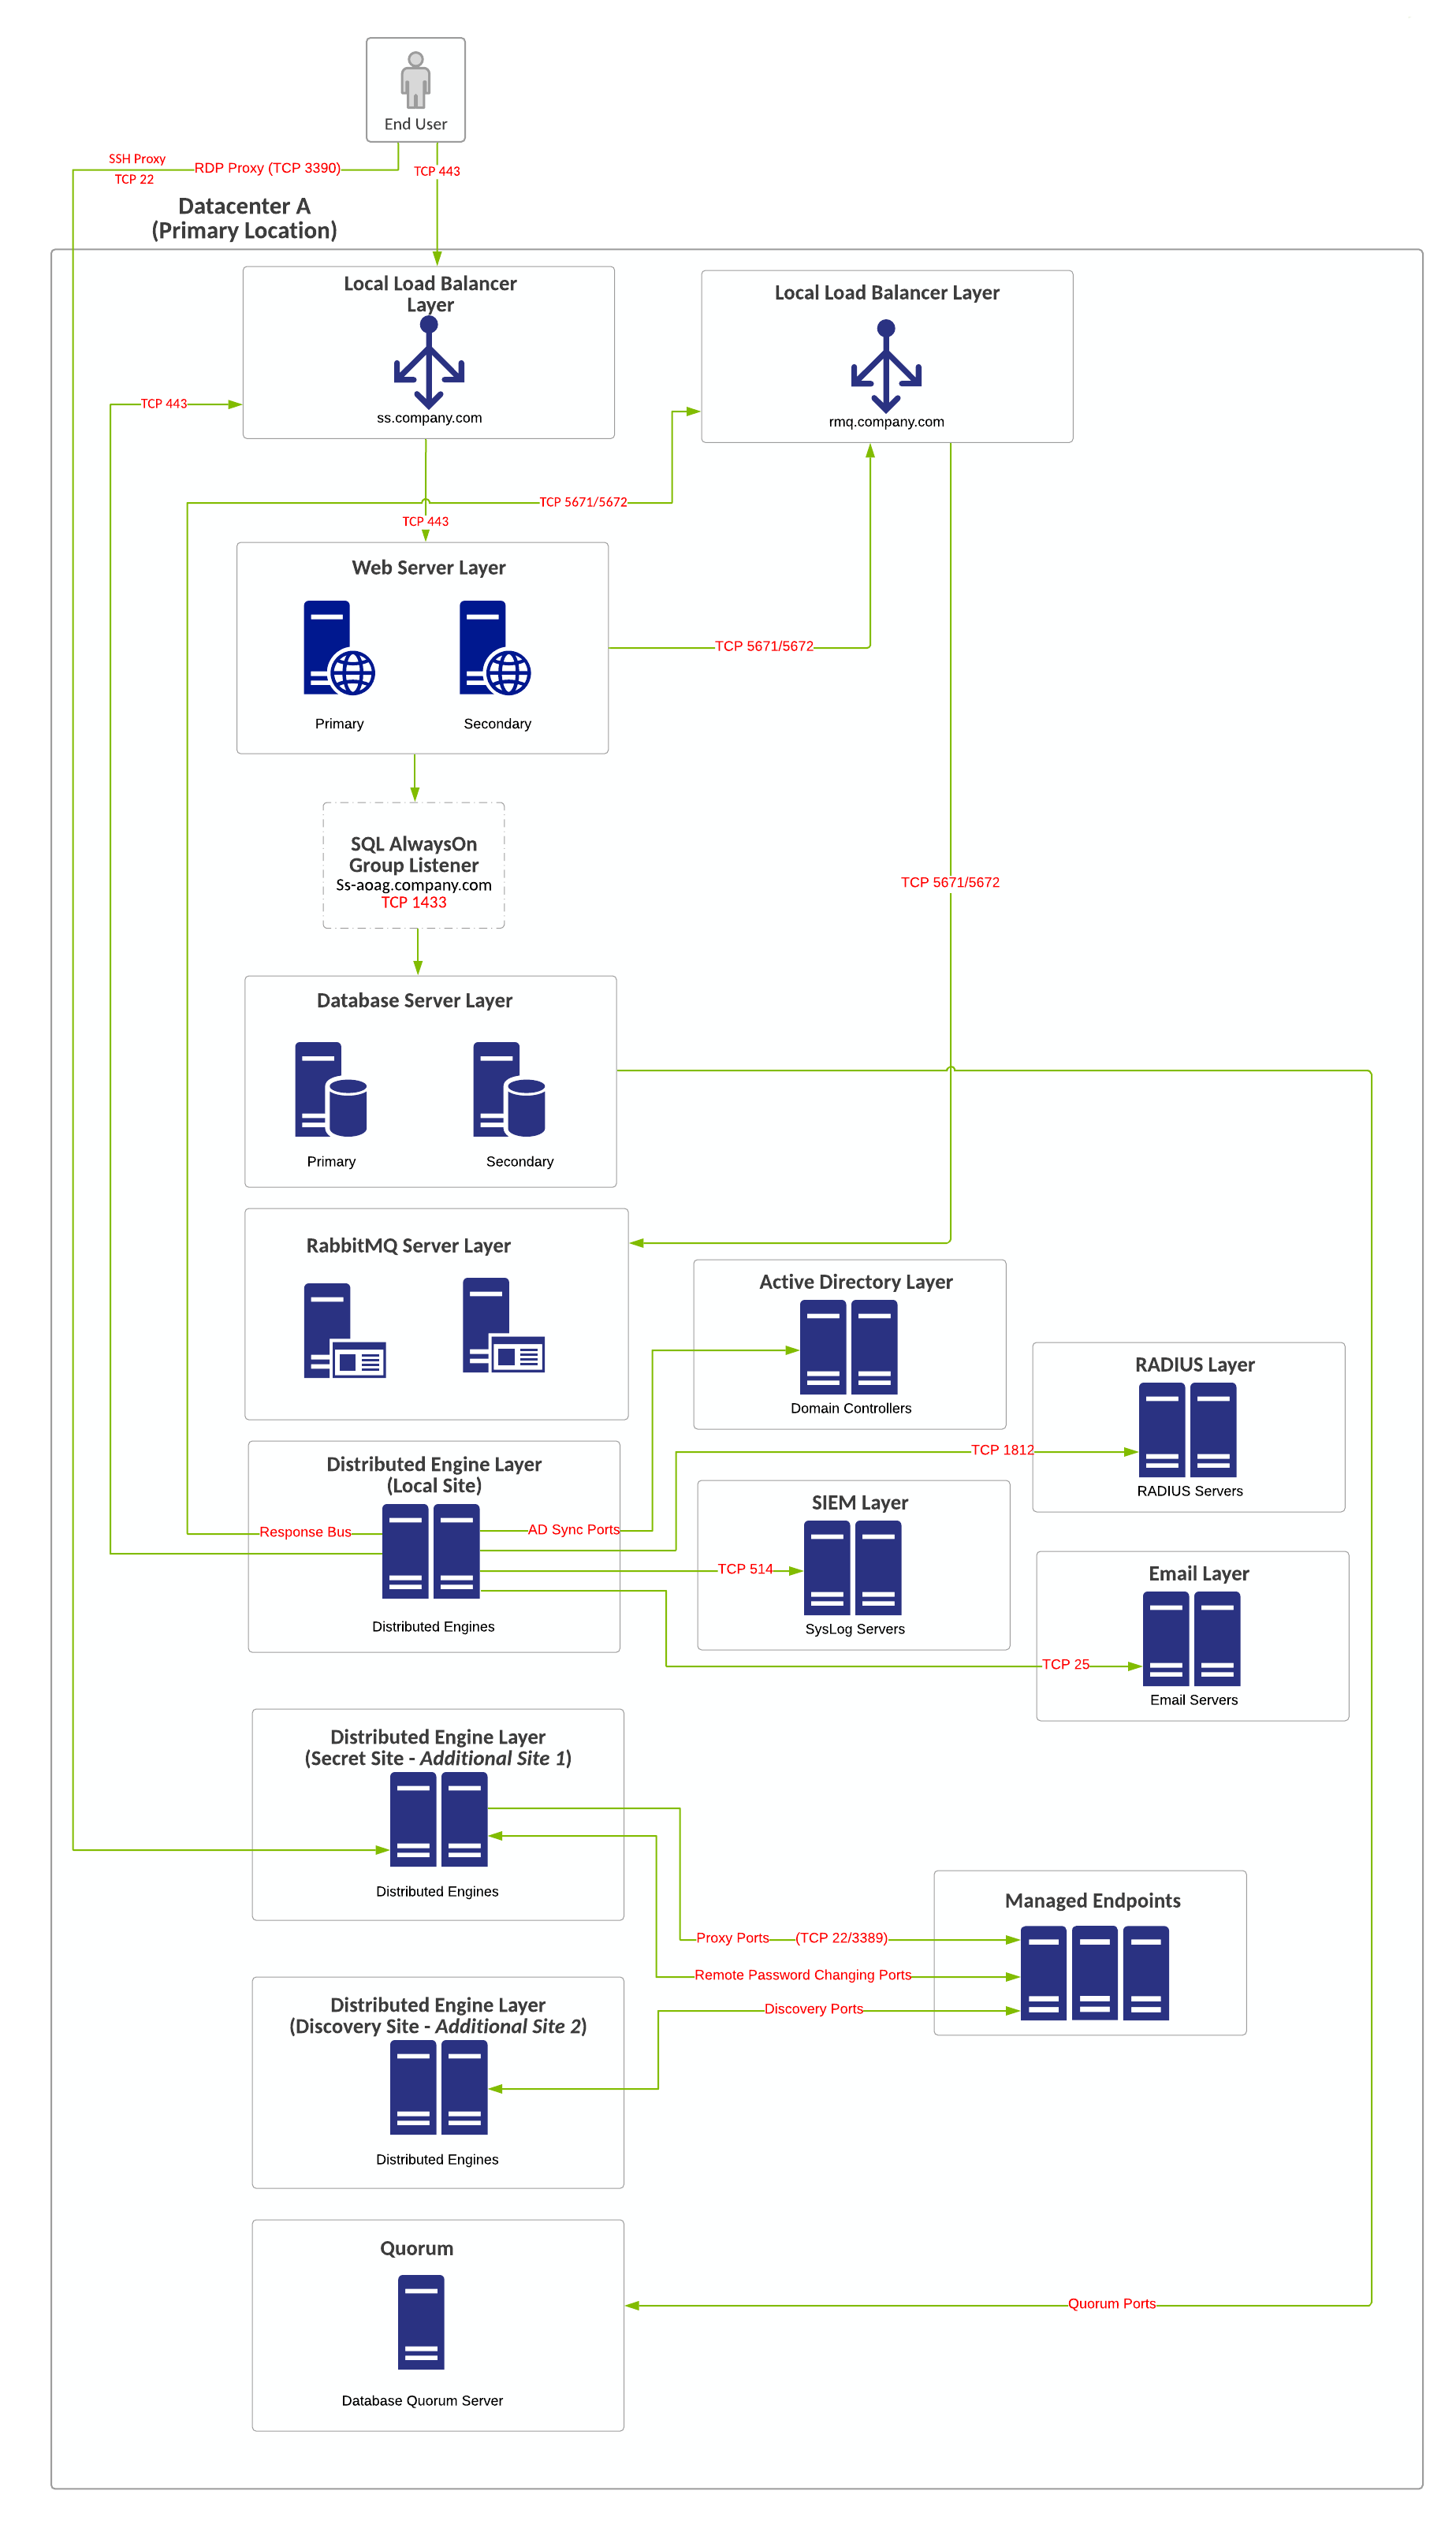 End User
SSH Proxy
RDP Proxy (TCP 3390)
TCP 22
TCP 443
Datacenter A
(Primary Location)
Local Load Balancer
Layer
ss.company.com
Local Load Balancer Layer
rmq.company.com
TCP 443
TCP 5671/5672
TCP 443
Web Server Layer
Primary
Secondary
TCP 5671/5672
SQL AlwaysOn
Group Listener
Ss-aoag.company.com
TCP 1433
TCP 5671/5672
Database Server Layer
Primary
Secondary
RabbitMQ Server Layer
Active Directory Layer
Domain Controllers
RADIUS Layer
TCP 1812
RADIUS Servers
Distributed Engine Layer
(Local Site)
Response Bus
AD Sync Ports
Distributed Engines
SIEM Layer
TCP 514
SysLog Servers
Email Layer
TCP 25
Email Servers
Distributed Engine Layer
(Secret Site - Additional Site 1)
Distributed Engines
Managed Endpoints
Proxy Ports
(TCP 22/3389)
Remote Password Changing Ports
Discovery Ports
Distributed Engine Layer
(Discovery Site - Additional Site 2)
Distributed Engines
Quorum
Quorum Ports
Database Quorum Server